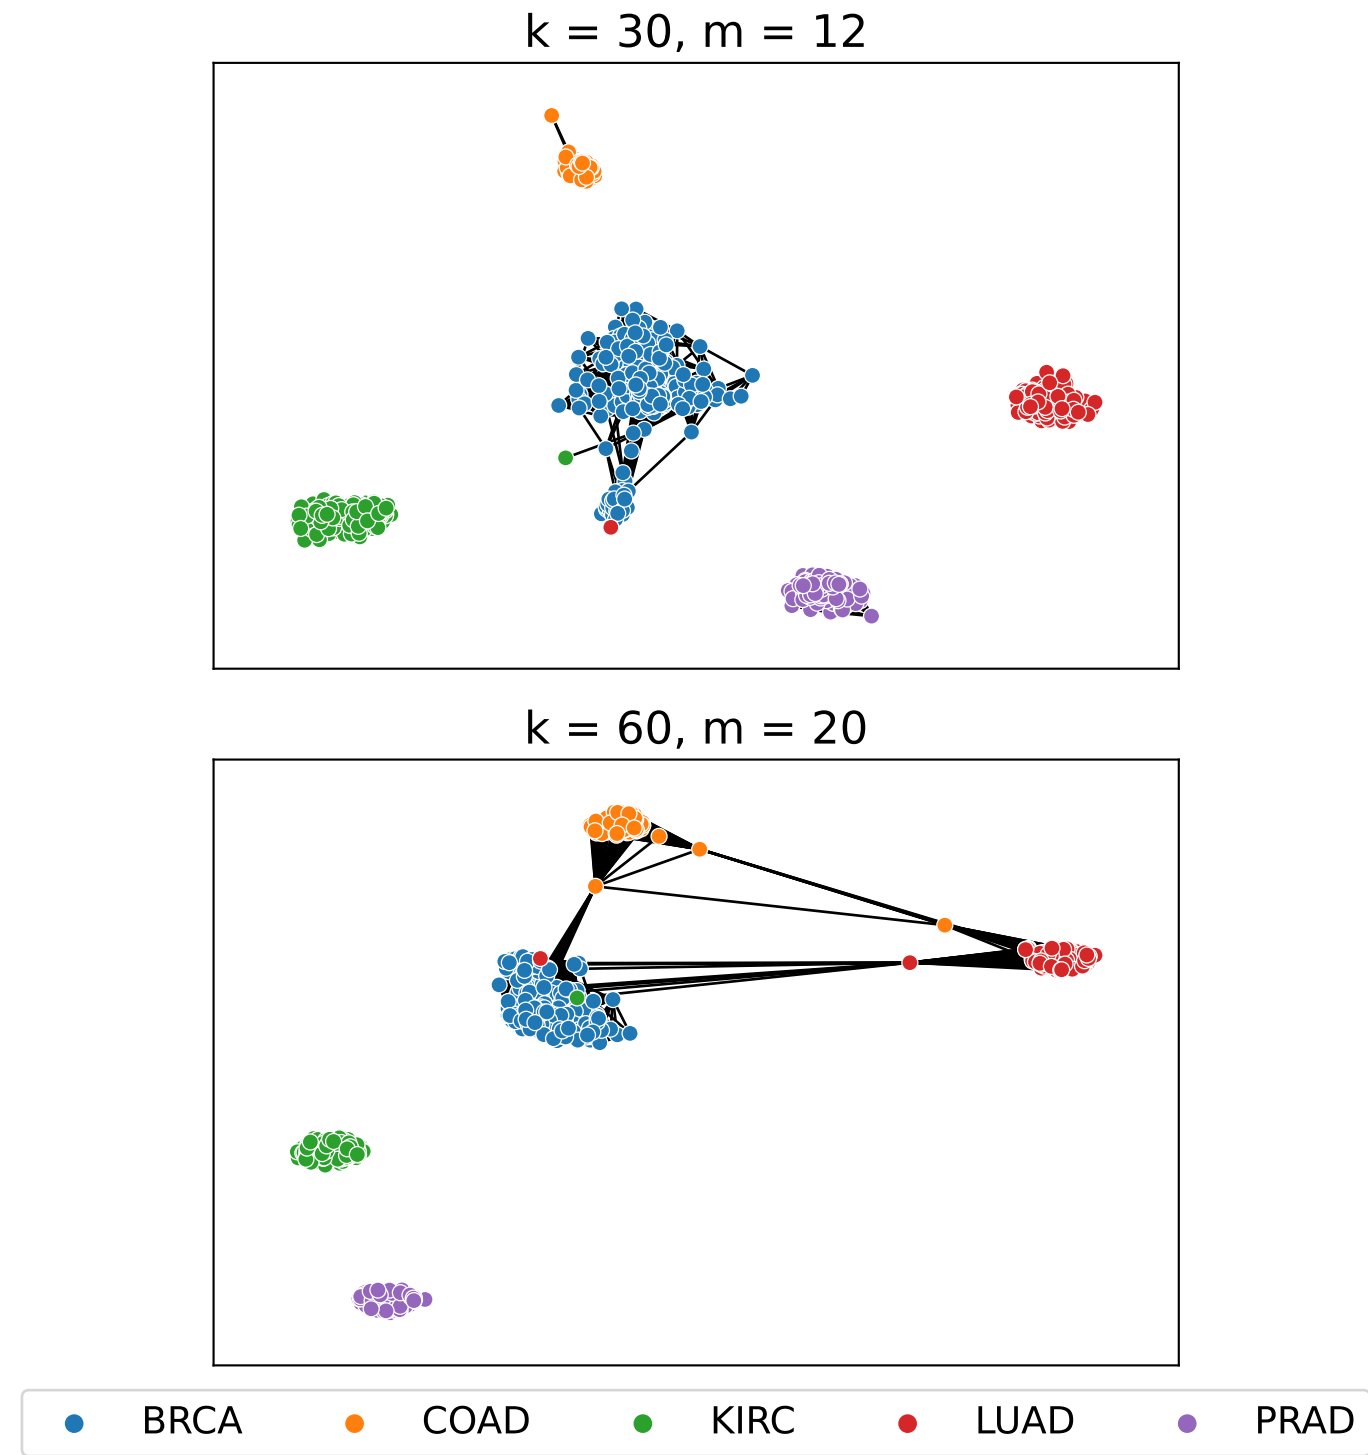 k = 30, m = 12
k = 60, m = 20
BRCA COAD KIRC LUAD PRAD